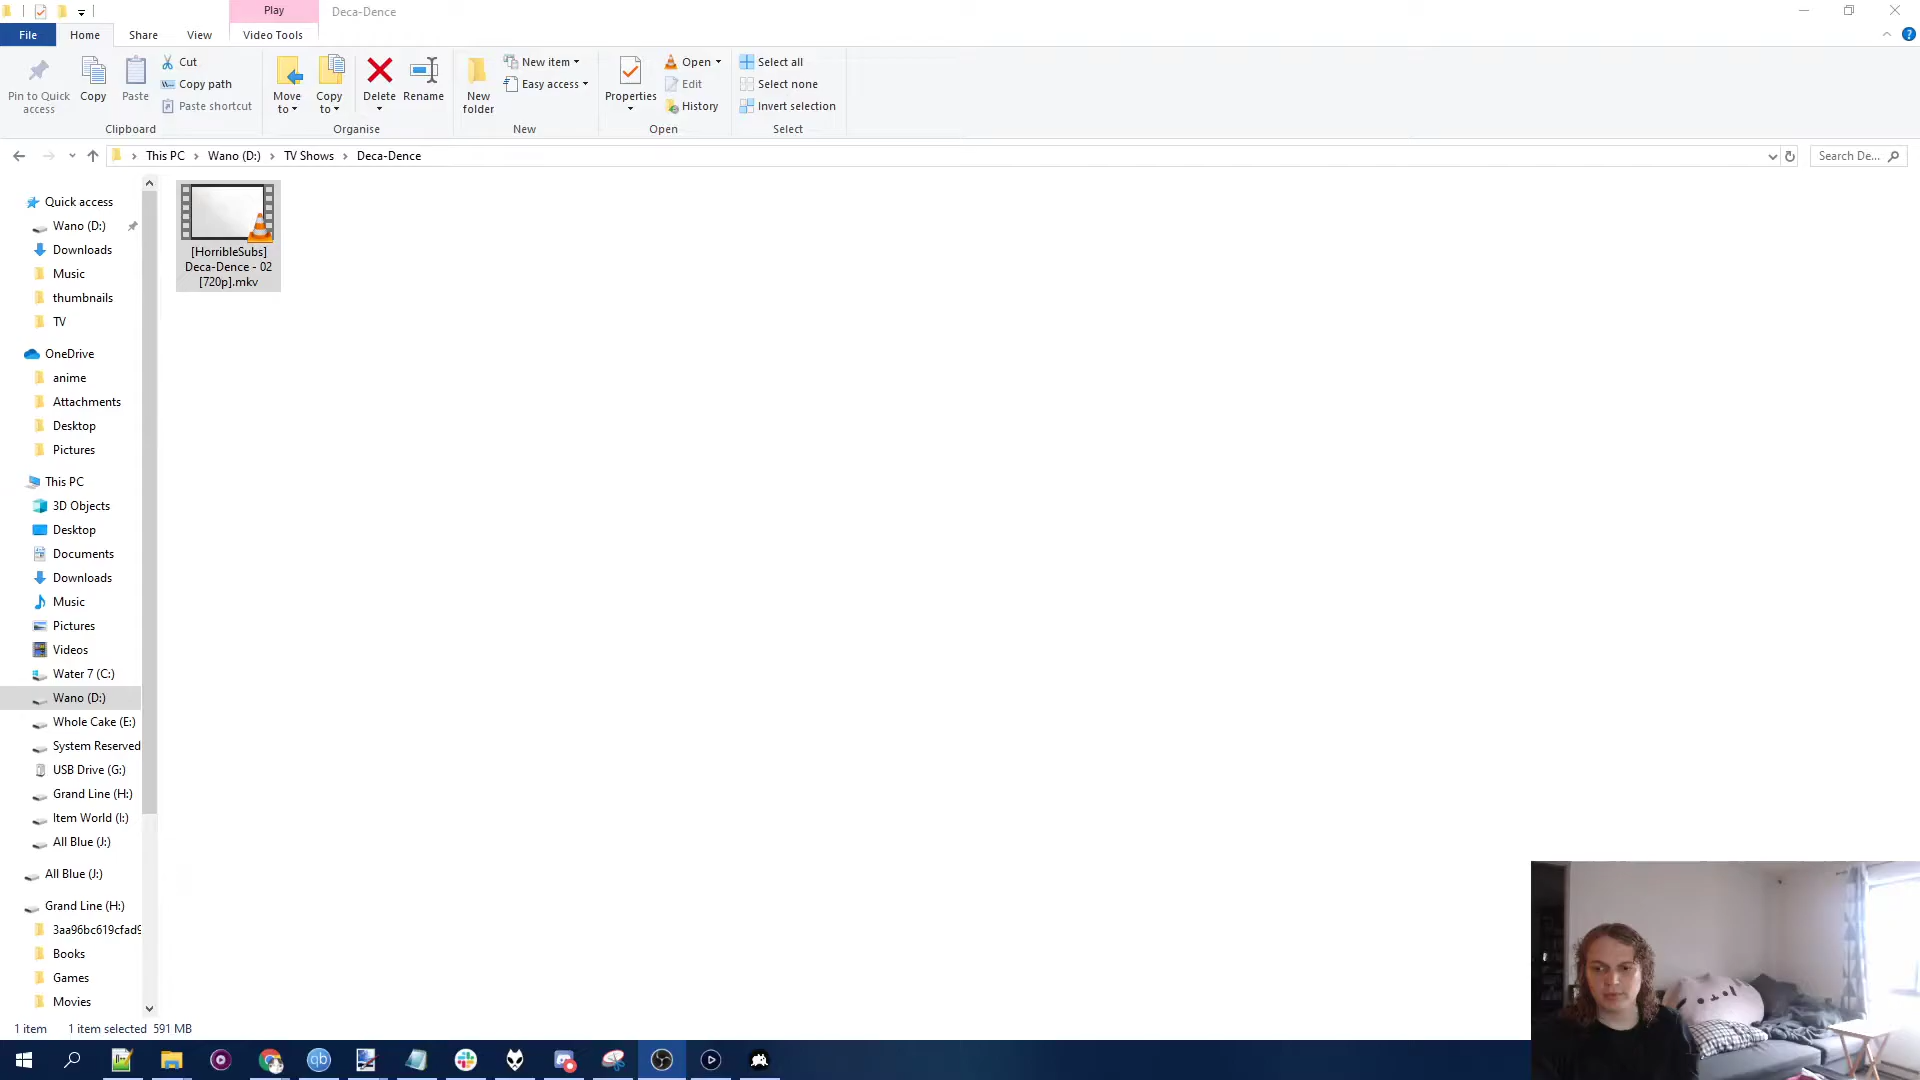 Play
Deca-Dence
File
Home
Share
View
Video Tools
Pin to Quick
access
Copy
Paste
Cut
Copy path
Paste shortcut
Clipboard
Move
to
Copy
to
Delete
Rename
Organise
New
folder
New item
Easy access
New
Properties
Open
Edit
History
Open
Select all
Select none
Invert selection
Select
This PC
Wano (D:)
TV Shows
Deca-Dence
Search De...
Quick access
Wano (D:)
Downloads
Music
thumbnails
TV
OneDrive
anime
Attachments
Desktop
Pictures
This PC
3D Objects
Desktop
Documents
Downloads
Music
Pictures
Videos
Water 7 (C:)
Wano (D:)
Whole Cake (E:)
System Reserved
USB Drive (G:)
Grand Line (H:)
Item World (I:)
All Blue (J:)
All Blue (J:)
Grand Line (H:)
3aa96bc619cfad9
Books
Games
Movies
[HorribleSubs]
Deca-Dence - 02
[720p].mkv
1 item
1 item selected 591 MB
qb